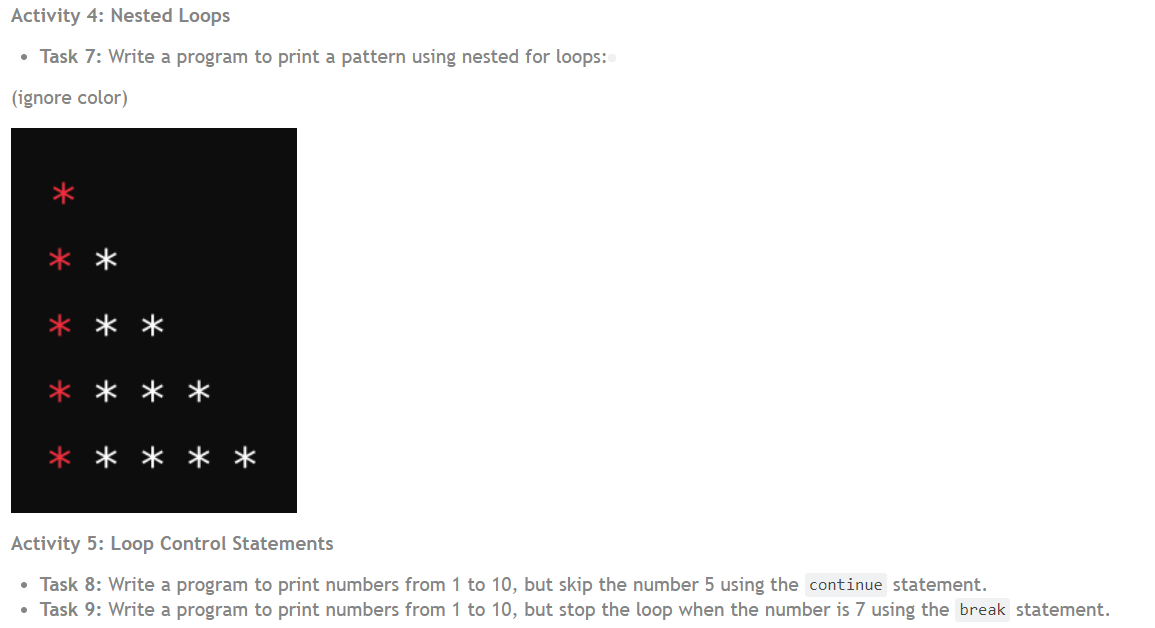 Activity 4: Nested Loops
• Task 7: Write a program to print a pattern using nested for loops:
(ignore color)
*
* *
* * *
* * * *
* * * * *
Activity 5: Loop Control Statements
• Task 8: Write a program to print numbers from 1 to 10, but skip the number 5 using the continue statement.
• Task 9: Write a program to print numbers from 1 to 10, but stop the loop when the number is 7 using the break statement.